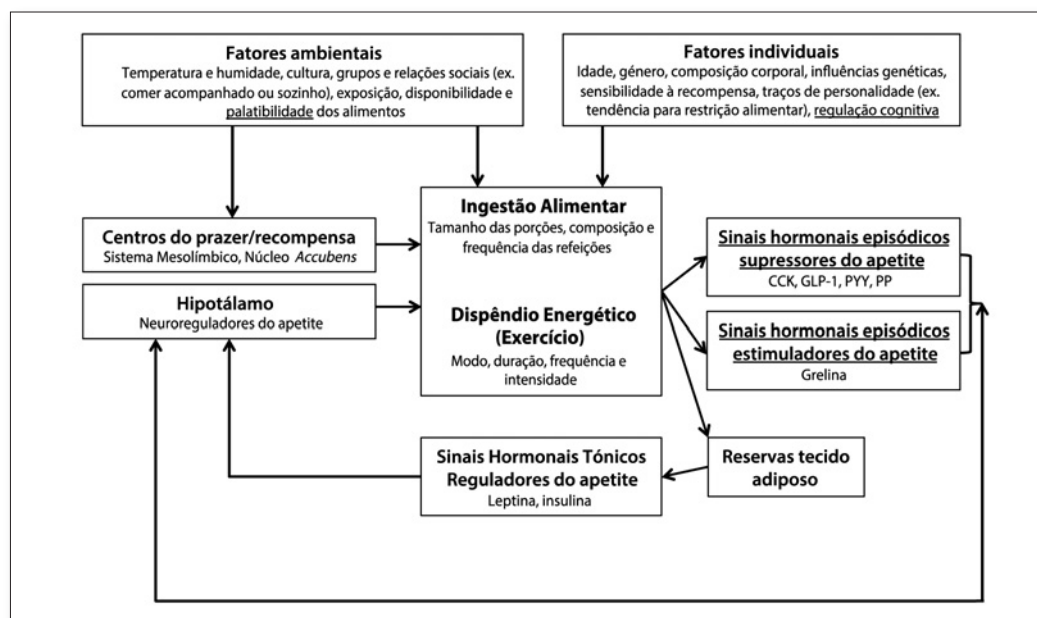 Fatores ambientais
Temperatura e humidade, cultura, grupos e relações sociais (ex.
comer acompanhado ou sozinho), exposição, disponibilidade e
palatibilidade dos alimentos
Fatores individuais
Idade, género, composição corporal, influências genéticas,
sensibilidade à recompensa, traços de personalidade (ex.
tendência para restrição alimentar), regulação cognitiva
Centros do prazer/recompensa
Sistema Mesolímbico, Núcleo Accubens
Hipotálamo
Neuroreguladores do apetite
Ingestão Alimentar
Tamanho das porções, composição e
frequência das refeições
Dispêndio Energético
(Exercício)
Modo, duração, frequência e
intensidade
Sinais hormonais episódicos
supressores do apetite
CCK, GLP-1, PYY, PP
Sinais hormonais episódicos
estimuladores do apetite
Grelina
Sinais Hormonais Tónicos
Reguladores do apetite
Leptina, insulina
Reservas tecido
adiposo